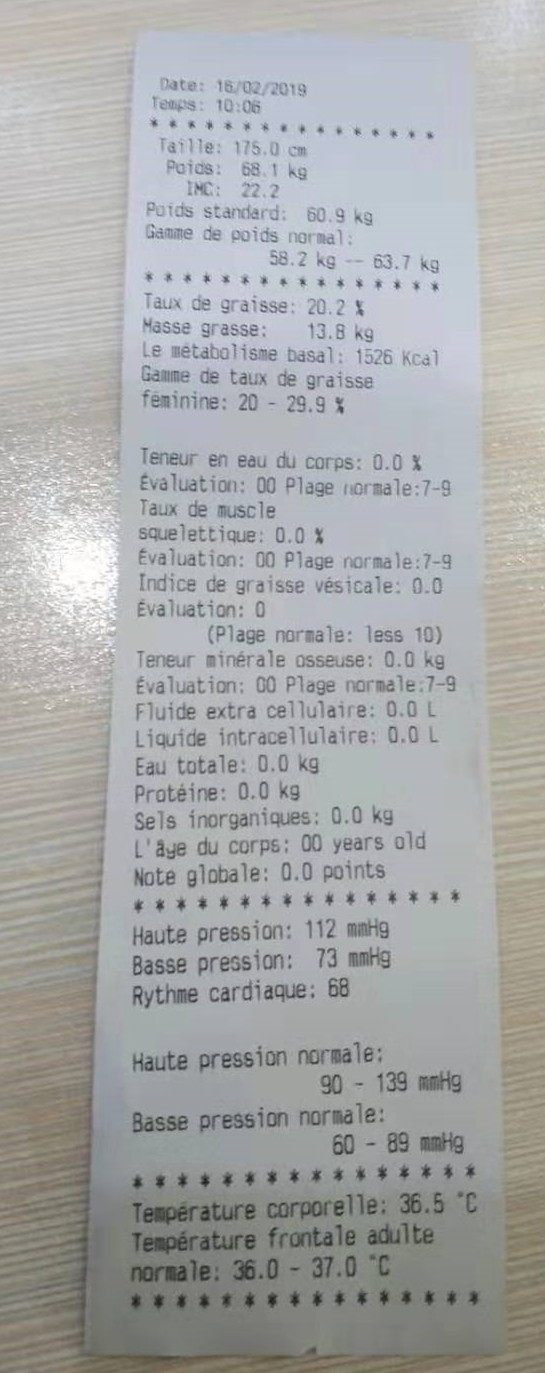 Date: 16/02/2019
Temps: 10:06
* * * * * * * * * * * * * * * *
Taille: 175.0 cm
Poids: 68.1 kg
IMC: 22.2
Poids standard: 60.9 kg
Gamme de poids normal:
58.2 kg -- 63.7 kg
* * * * * * * * * * * * * * * *
Taux de graisse: 20.2 %
Masse grasse: 13.8 kg
Le métabolisme basal: 1526 Kcal
Gamme de taux de graisse
féminine: 20 - 29.9 %
Teneur en eau du corps: 0.0 %
Évaluation: 00 Plage normale:7-9
Taux de muscle
squelettique: 0.0 %
Évaluation: 00 Plage normale:7-9
Indice de graisse vésicale: 0.0
Évaluation: 0
(Plage normale: less 10)
Teneur minérale osseuse: 0.0 kg
Évaluation: 00 Plage normale:7-9
Fluide extra cellulaire: 0.0 L
Liquide intracellulaire: 0.0 L
Eau totale: 0.0 kg
Protéine: 0.0 kg
Sels inorganiques: 0.0 kg
L'âye du corps: 00 years old
Note globale: 0.0 points
* * * * * * * * * * * * * * * *
Haute pression: 112 mmHg
Basse pression: 73 mmHg
Rythme cardiaque: 68
Haute pression normale:
90 - 139 mmHg
Basse pression normale:
60 - 89 mmHg
* * * * * * * * * * * * * * * *
Température corporelle: 36.5 °C
Température frontale adulte
normale: 36.0 - 37.0 °C
* * * * * * * * * * * * * * * *